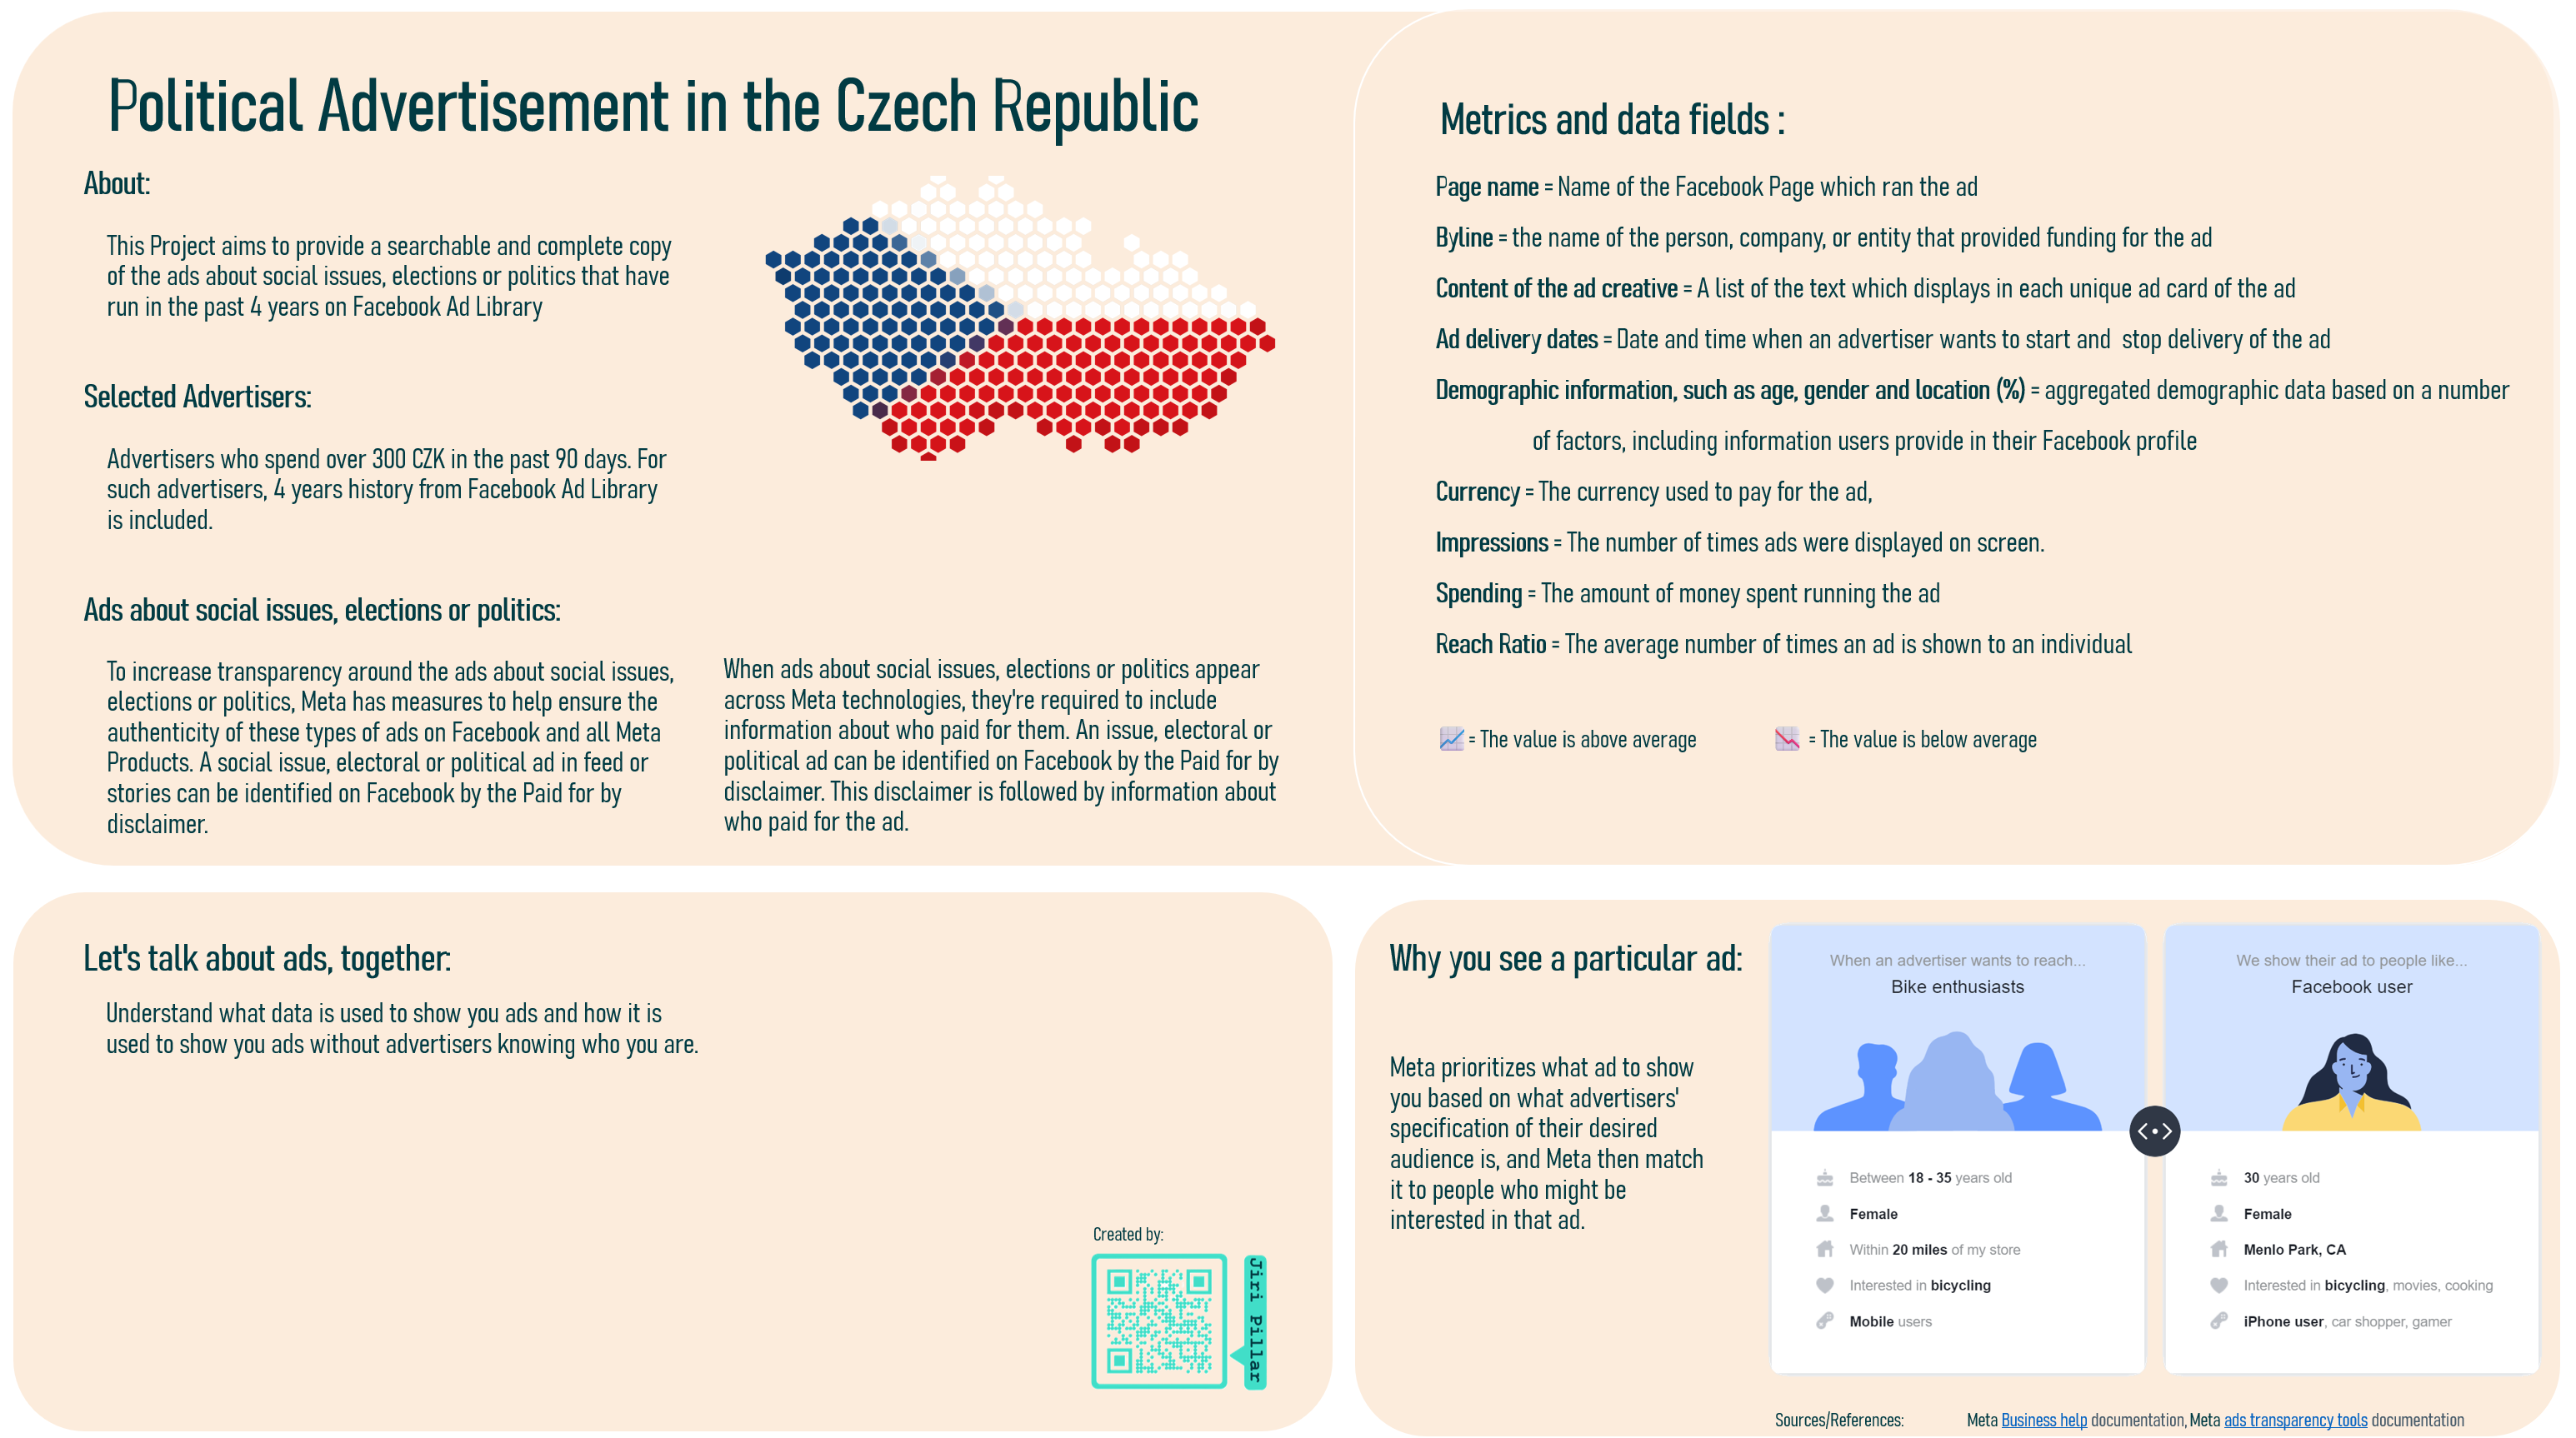 Political Advertisement in the Czech Republic
About:
This Project aims to provide a searchable and complete copy
of the ads about social issues, elections or politics that have
run in the past 4 years on Facebook Ad Library
Selected Advertisers:
Advertisers who spend over 300 CZK in the past 90 days. For
such advertisers, 4 years history from Facebook Ad Library
is included.
Ads about social issues, elections or politics:
To increase transparency around the ads about social issues,
elections or politics, Meta has measures to help ensure the
authenticity of these types of ads on Facebook and all Meta
Products. A social issue, electoral or political ad in feed or
stories can be identified on Facebook by the Paid for by
disclaimer.
When ads about social issues, elections or politics appear
across Meta technologies, they're required to include
information about who paid for them. An issue, electoral or
political ad can be identified on Facebook by the Paid for by
disclaimer. This disclaimer is followed by information about
who paid for the ad.
Metrics and data fields :
Page name = Name of the Facebook Page which ran the ad
Byline = the name of the person, company, or entity that provided funding for the ad
Content of the ad creative = A list of the text which displays in each unique ad card of the ad
Ad delivery dates = Date and time when an advertiser wants to start and  stop delivery of the ad
Demographic information, such as age, gender and location (%) = aggregated demographic data based on a number
of factors, including information users provide in their Facebook profile
Currency = The currency used to pay for the ad,
Impressions = The number of times ads were displayed on screen.
Spending = The amount of money spent running the ad
Reach Ratio = The average number of times an ad is shown to an individual
= The value is above average
= The value is below average
Let's talk about ads, together:
Understand what data is used to show you ads and how it is
used to show you ads without advertisers knowing who you are.
Created by:
Jiri Pillar
Why you see a particular ad:
Meta prioritizes what ad to show
you based on what advertisers'
specification of their desired
audience is, and Meta then match
it to people who might be
interested in that ad.
When an advertiser wants to reach...
Bike enthusiasts
Between 18 - 35 years old
Female
Within 20 miles of my store
Interested in bicycling
Mobile users
We show their ad to people like...
Facebook user
30 years old
Female
Menlo Park, CA
Interested in bicycling, movies, cooking
iPhone user, car shopper, gamer
Sources/References: Meta Business help documentation, Meta ads transparency tools documentation